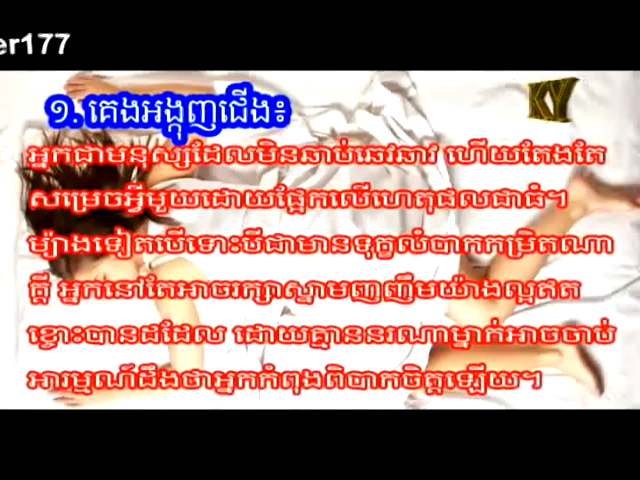 er177
KY
១. គេងអង្កុញជើង៖
អ្នកជាមនុស្សដែលមិនឆាប់ឆេវឆាវ ហើយតែងតែ
សម្រេចអ្វីមួយដោយផ្អែកលើហេតុផលជាធំ។
ម្យ៉ាងទៀតបើទោះបីជាមានទុក្ខលំបាកកម្រិតណា
ក្តី អ្នកនៅតែអាចរក្សាស្នាមញញឹមយ៉ាងល្អឥត
ខ្ចោះបានដដែល ដោយគ្មាននរណាម្នាក់អាចចាប់
អារម្មណ៍ដឹងថាអ្នកកំពុងពិបាកចិត្តឡើយ។